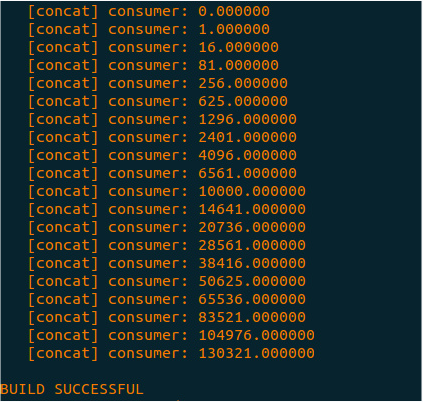 [concat] consumer: 0.000000
[concat] consumer: 1.000000
[concat] consumer: 16.000000
[concat] consumer: 81.000000
[concat] consumer: 256.000000
[concat] consumer: 625.000000
[concat] consumer: 1296.000000
[concat] consumer: 2401.000000
[concat] consumer: 4096.000000
[concat] consumer: 6561.000000
[concat] consumer: 10000.000000
[concat] consumer: 14641.000000
[concat] consumer: 20736.000000
[concat] consumer: 28561.000000
[concat] consumer: 38416.000000
[concat] consumer: 50625.000000
[concat] consumer: 65536.000000
[concat] consumer: 83521.000000
[concat] consumer: 104976.000000
[concat] consumer: 130321.000000
BUILD SUCCESSFUL